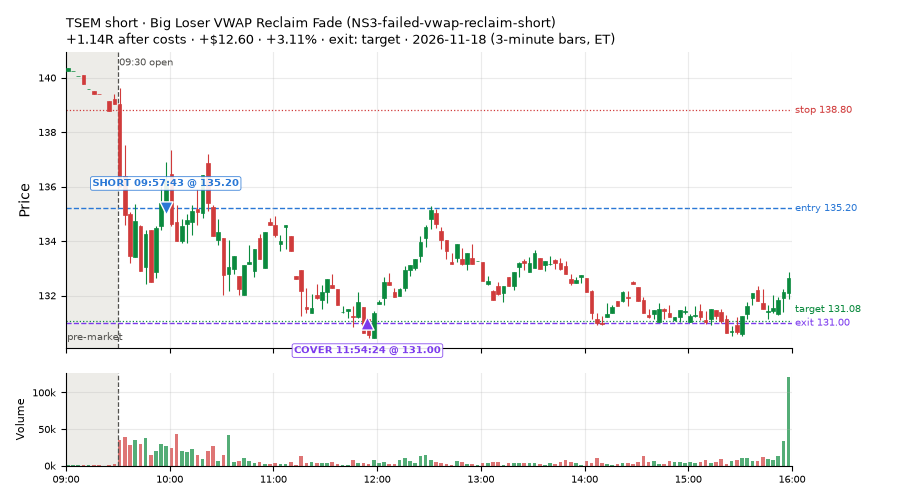 TSEM short · Big Loser VWAP Reclaim Fade (NS3-failed-vwap-reclaim-short)
+1.14R after costs · +$12.60 · +3.11% · exit: target · 2026-11-18 (3-minute bars, ET)
09:30 open
140
stop 138.80
138
136
SHORT 09:57:43 @ 135.20
entry 135.20
Price
134
132
target 131.08
exit 131.00
pre-market
COVER 11:54:24 @ 131.00
Volume
100k
50k
0k
09:00
10:00
11:00
12:00
13:00
14:00
15:00
16:00